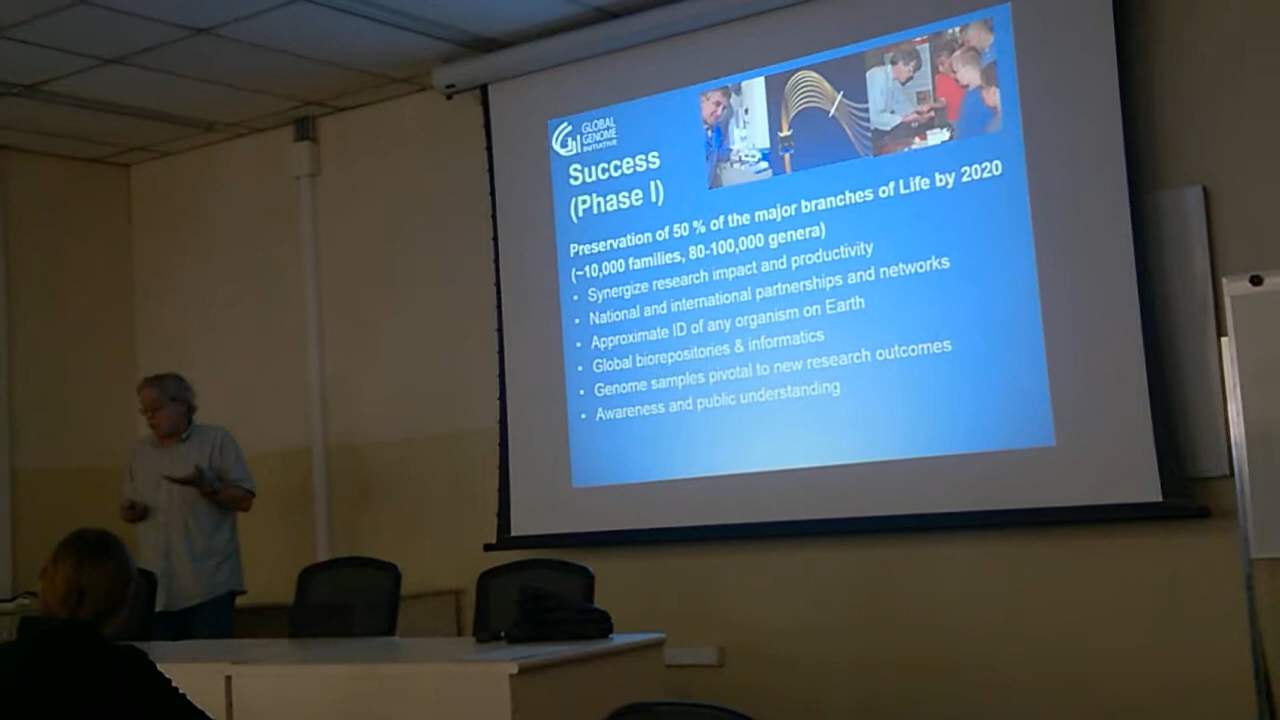 GLOBAL
GENOME
INITIATIVE
Success
(Phase I)
Preservation of 50 % of the major branches of Life by 2020
(~10,000 families, 80-100,000 genera)
• Synergize research impact and productivity
• National and international partnerships and networks
• Approximate ID of any organism on Earth
• Global biorepositories & informatics
• Genome samples pivotal to new research outcomes
• Awareness and public understanding